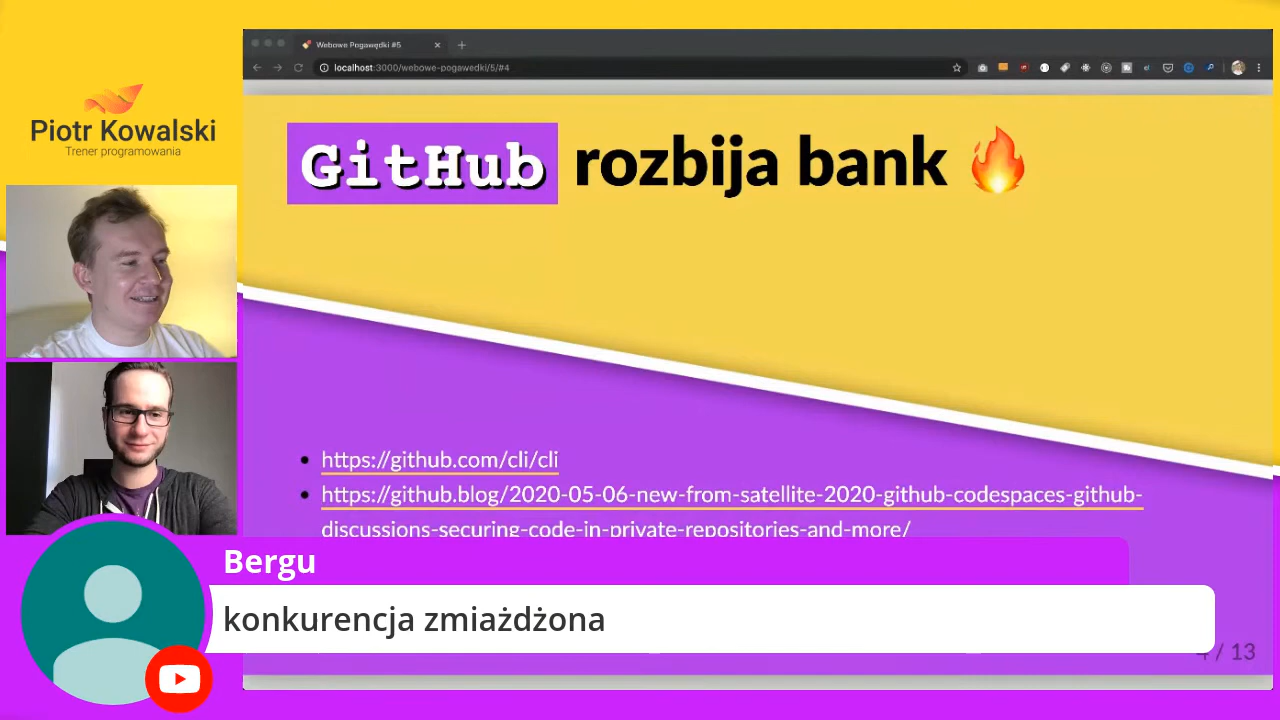 Webowe Pogawędki #5
localhost:3000/webowe-pogawedki/5/#4
Piotr Kowalski
Trener programowania
GitHub rozbija bank
https://github.com/cli/cli
https://github.blog/2020-05-06-new-from-satellite-2020-github-codespaces-github-
discussions-securing-code-in-private-repositories-and-more/
Bergu
konkurencja zmiażdżona
4 / 13